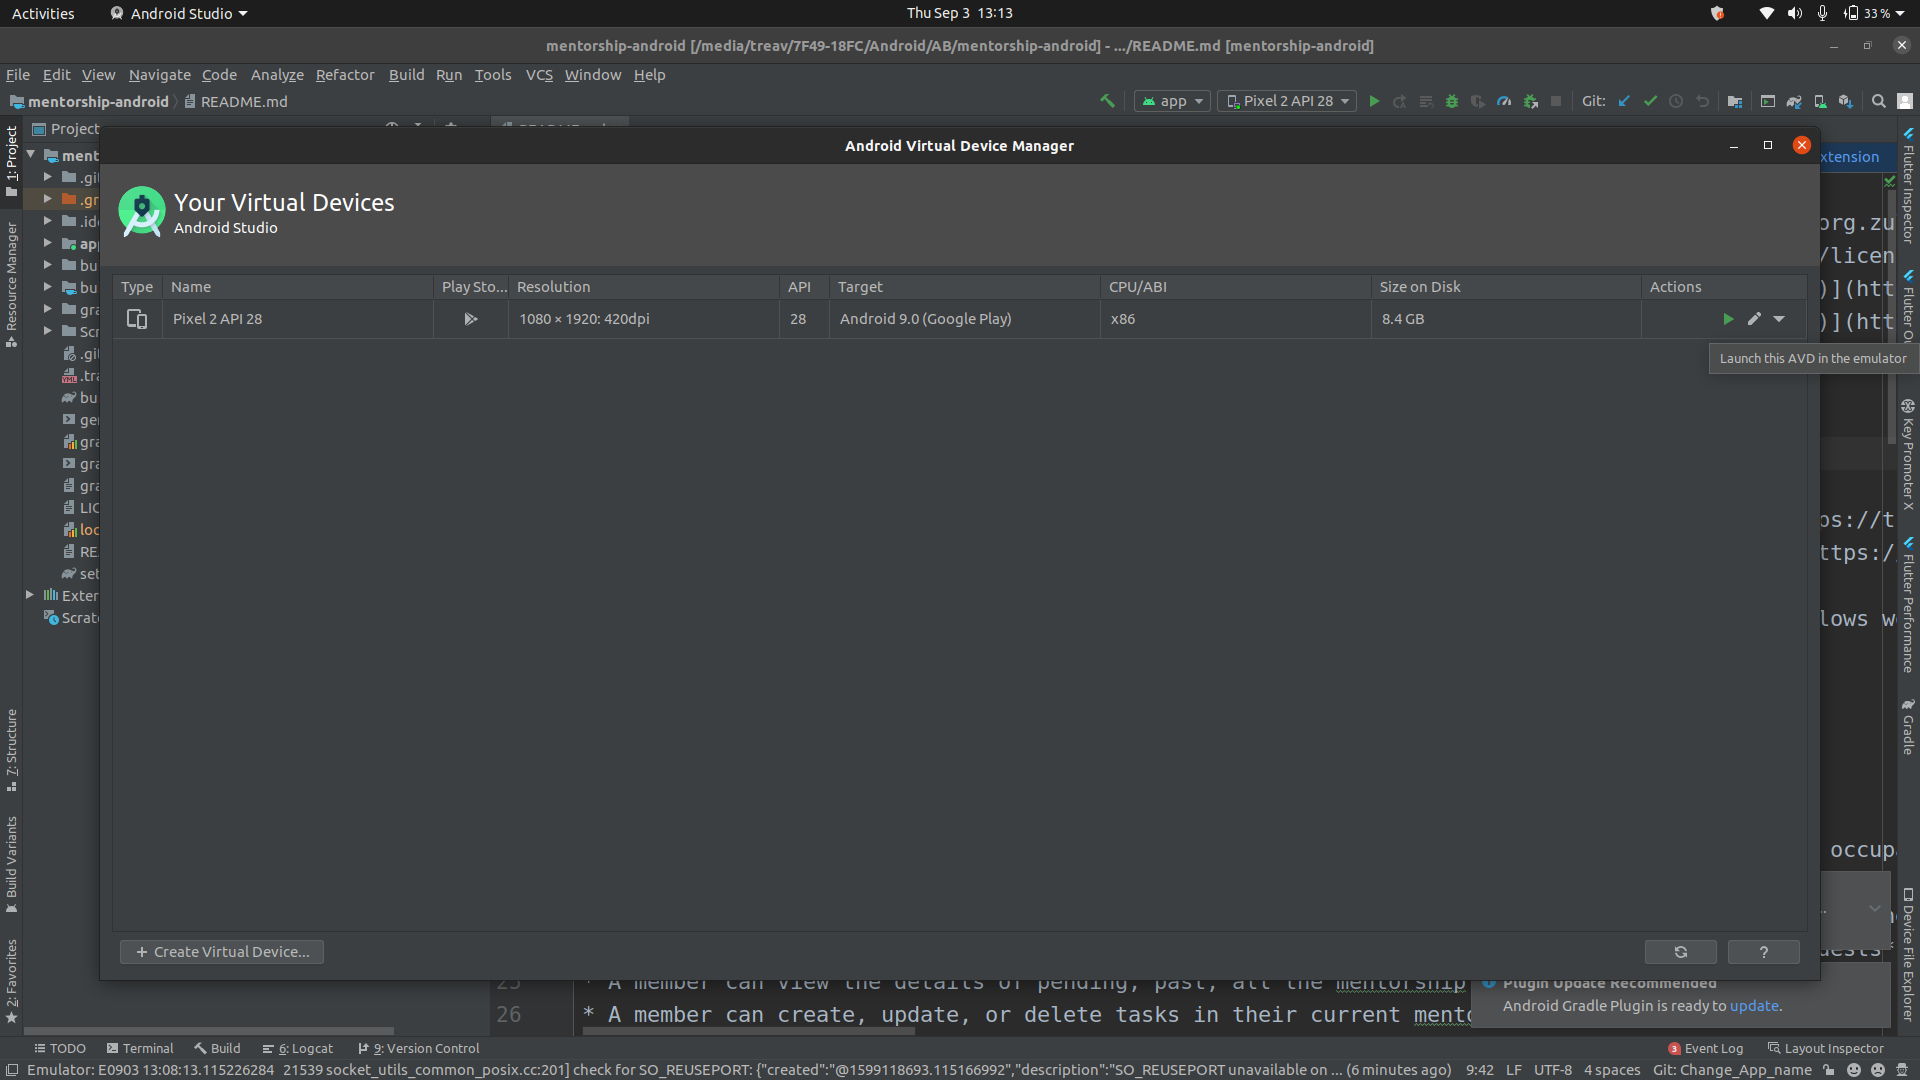 Activities
Android Studio
Thu Sep 3 13:13
33 %
mentorship-android [/media/treav/7F49-18FC/Android/AB/mentorship-android] - .../README.md [mentorship-android]
File Edit View Navigate Code Analyze Refactor Build Run Tools VCS Window Help
mentorship-android README.md
app
Pixel 2 API 28
Git:
1: Project
Resource Manager
7: Structure
Build Variants
2: Favorites
Project
ment
.git
.gr
.ide
app
bu
bu
gra
Scr
.git
.tra
bu
gen
gra
gra
gra
LIC
loc
RE
set
Exter
Scratc
Android Virtual Device Manager
Your Virtual Devices
Android Studio
Type Name Play Sto... Resolution API Target CPU/ABI Size on Disk Actions
Pixel 2 API 28 1080 × 1920: 420dpi 28 Android 9.0 (Google Play) x86 8.4 GB
Launch this AVD in the emulator
+ Create Virtual Device...
?
xtension
org.zu
/licen
)](htt
)](htt
ps://t
ttps:/
lows w
occup
Flutter Inspector
Flutter Ou
Key Promoter X
Flutter Performance
Gradle
Device File Explorer
25 * A member can view the details of pending, past, all the mentorship
26 * A member can create, update, or delete tasks in their current mento
Plugin Update Recommended
Android Gradle Plugin is ready to update.
TODO Terminal Build 6: Logcat 9: Version Control
3 Event Log Layout Inspector
Emulator: E0903 13:08:13.115226284 21539 socket_utils_common_posix.cc:201] check for SO_REUSEPORT: {"created":"@1599118693.115166992","description":"SO_REUSEPORT unavailable on ... (6 minutes ago) 9:42 LF UTF-8 4 spaces Git: Change_App_name